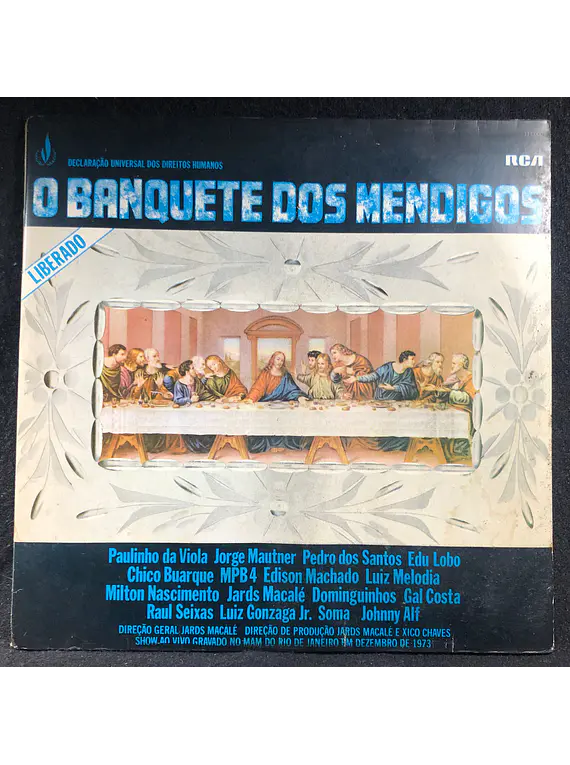 DECLARAÇÃO UNIVERSAL DOS DIREITOS HUMANOS
RCA
O BANQUETE DOS MENDIGOS
LIBERADO
Paulinho da Viola Jorge Mautner Pedro dos Santos Edu Lobo
Chico Buarque MPB4 Edison Machado Luiz Melodia
Milton Nascimento Jards Macalé Dominguinhos Gal Costa
Raul Seixas Luiz Gonzaga Jr. Soma Johnny Alf
DIREÇÃO GERAL JARDS MACALÉ DIREÇÃO DE PRODUÇÃO JARDS MACALÉ E XICO CHAVES
SHOW AO VIVO GRAVADO NO MAM DO RIO DE JANEIRO EM DEZEMBRO DE 1973